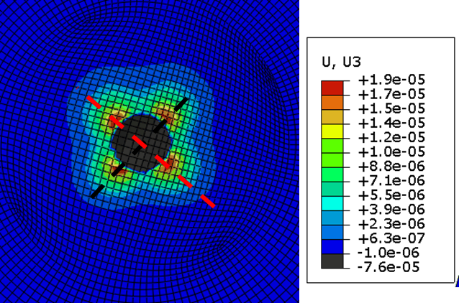 U, U3
+1.9e-05
+1.7e-05
+1.5e-05
+1.4e-05
+1.2e-05
+1.0e-05
+8.8e-06
+7.1e-06
+5.5e-06
+3.9e-06
+2.3e-06
+6.3e-07
-1.0e-06
-7.6e-05